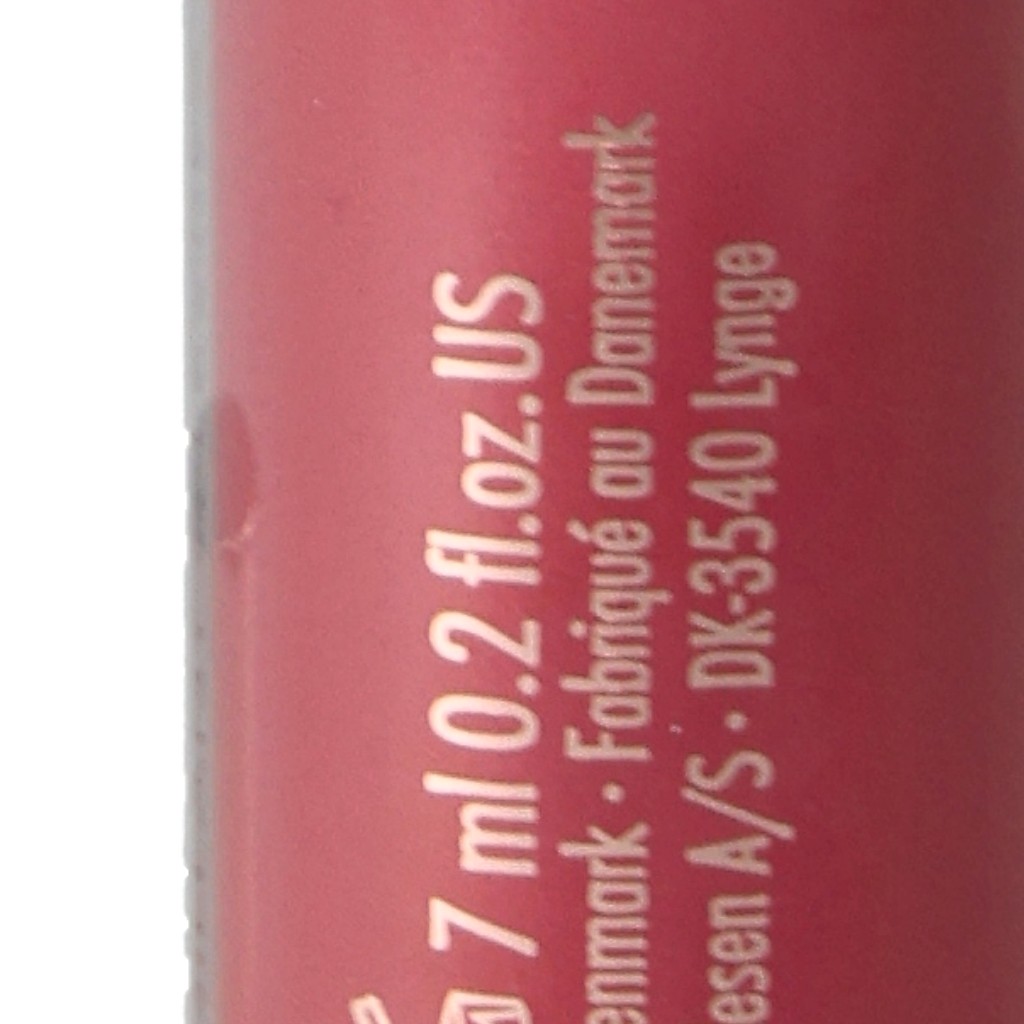 7 ml 0.2 fl.oz.US
enmark · Fabriqué au Danemark
esen A/S · DK-3540 Lynge